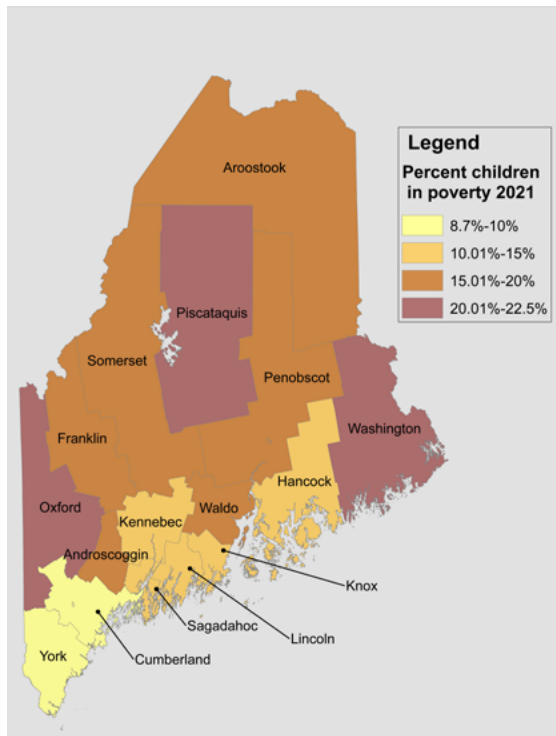 Aroostook
Legend
Percent children
in poverty 2021
8.7%-10%
10.01%-15%
15.01%-20%
20.01%-22.5%
Piscataquis
Somerset
Penobscot
Washington
Franklin
Hancock
Oxford
Kennebec
Waldo
Androscoggin
Knox
Sagadahoc
Lincoln
York
Cumberland